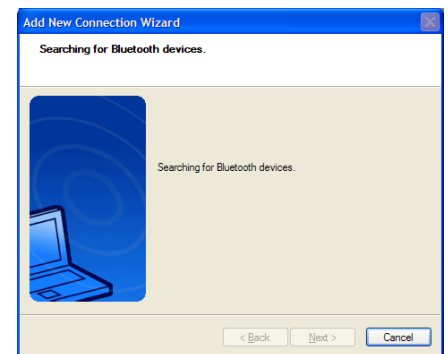 Add New Connection Wizard
Searching for Bluetooth devices.
Searching for Bluetooth devices.
< Back Next > Cancel